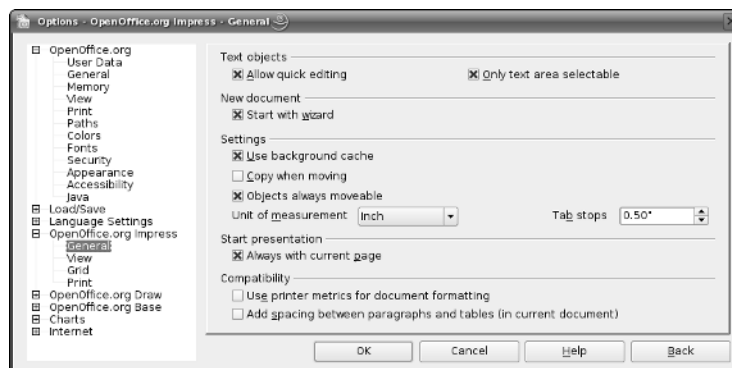 Options - OpenOffice.org Impress - General
OpenOffice.org
User Data
General
Memory
View
Print
Paths
Colors
Fonts
Security
Appearance
Accessibility
Java
Load/Save
Language Settings
OpenOffice.org Impress
General
View
Grid
Print
OpenOffice.org Draw
OpenOffice.org Base
Charts
Internet
Text objects
Allow quick editing
Only text area selectable
New document
Start with wizard
Settings
Use background cache
Copy when moving
Objects always moveable
Unit of measurement Inch
Tab stops 0.50"
Start presentation
Always with current page
Compatibility
Use printer metrics for document formatting
Add spacing between paragraphs and tables (in current document)
OK Cancel Help Back